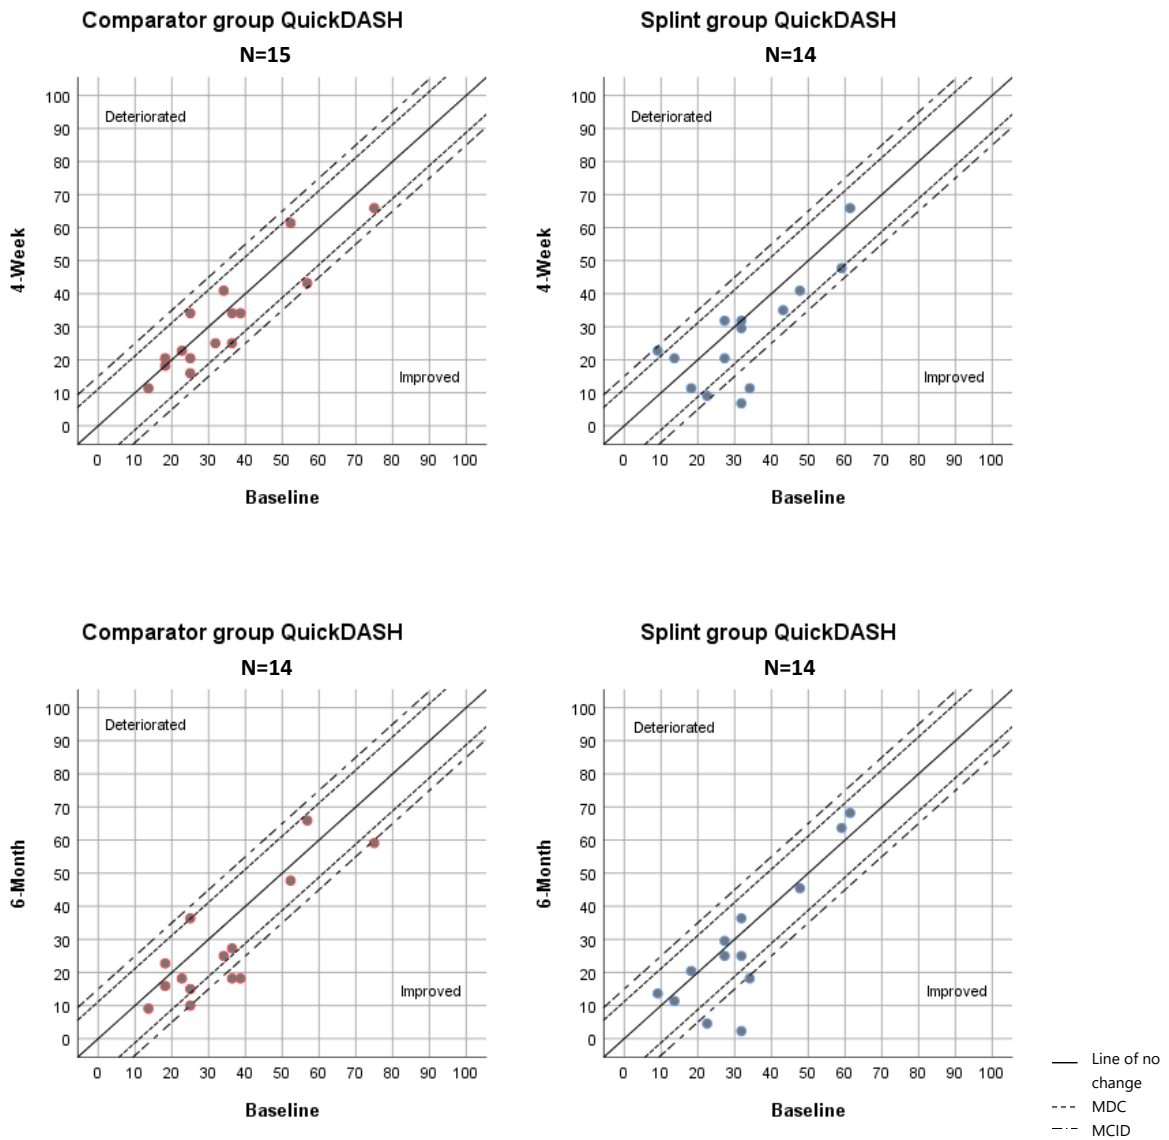 Comparator group QuickDASH
N=15
100
90
80
70
60
50
40
30
20
10
0
Deteriorated
Improved
4-Week
0 10 20 30 40 50 60 70 80 90 100
Baseline
Splint group QuickDASH
N=14
100
90
80
70
60
50
40
30
20
10
0
Deteriorated
Improved
4-Week
0 10 20 30 40 50 60 70 80 90 100
Baseline
Comparator group QuickDASH
N=14
100
90
80
70
60
50
40
30
20
10
0
Deteriorated
Improved
6-Month
0 10 20 30 40 50 60 70 80 90 100
Baseline
Splint group QuickDASH
N=14
100
90
80
70
60
50
40
30
20
10
0
Deteriorated
Improved
6-Month
0 10 20 30 40 50 60 70 80 90 100
Baseline
Line of no
change
MDC
MCID